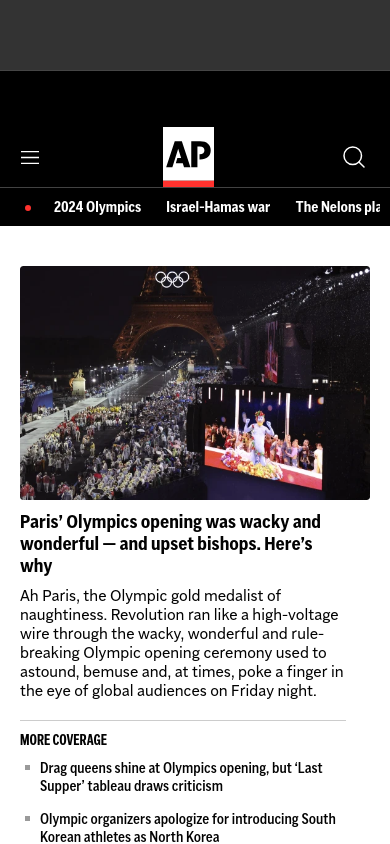 AP
2024 Olympics
Israel-Hamas war
The Nelons pla
Paris’ Olympics opening was wacky and
wonderful — and upset bishops. Here’s
why
Ah Paris, the Olympic gold medalist of
naughtiness. Revolution ran like a high-voltage
wire through the wacky, wonderful and rule-
breaking Olympic opening ceremony used to
astound, bemuse and, at times, poke a finger in
the eye of global audiences on Friday night.
MORE COVERAGE
Drag queens shine at Olympics opening, but ‘Last
Supper’ tableau draws criticism
Olympic organizers apologize for introducing South
Korean athletes as North Korea